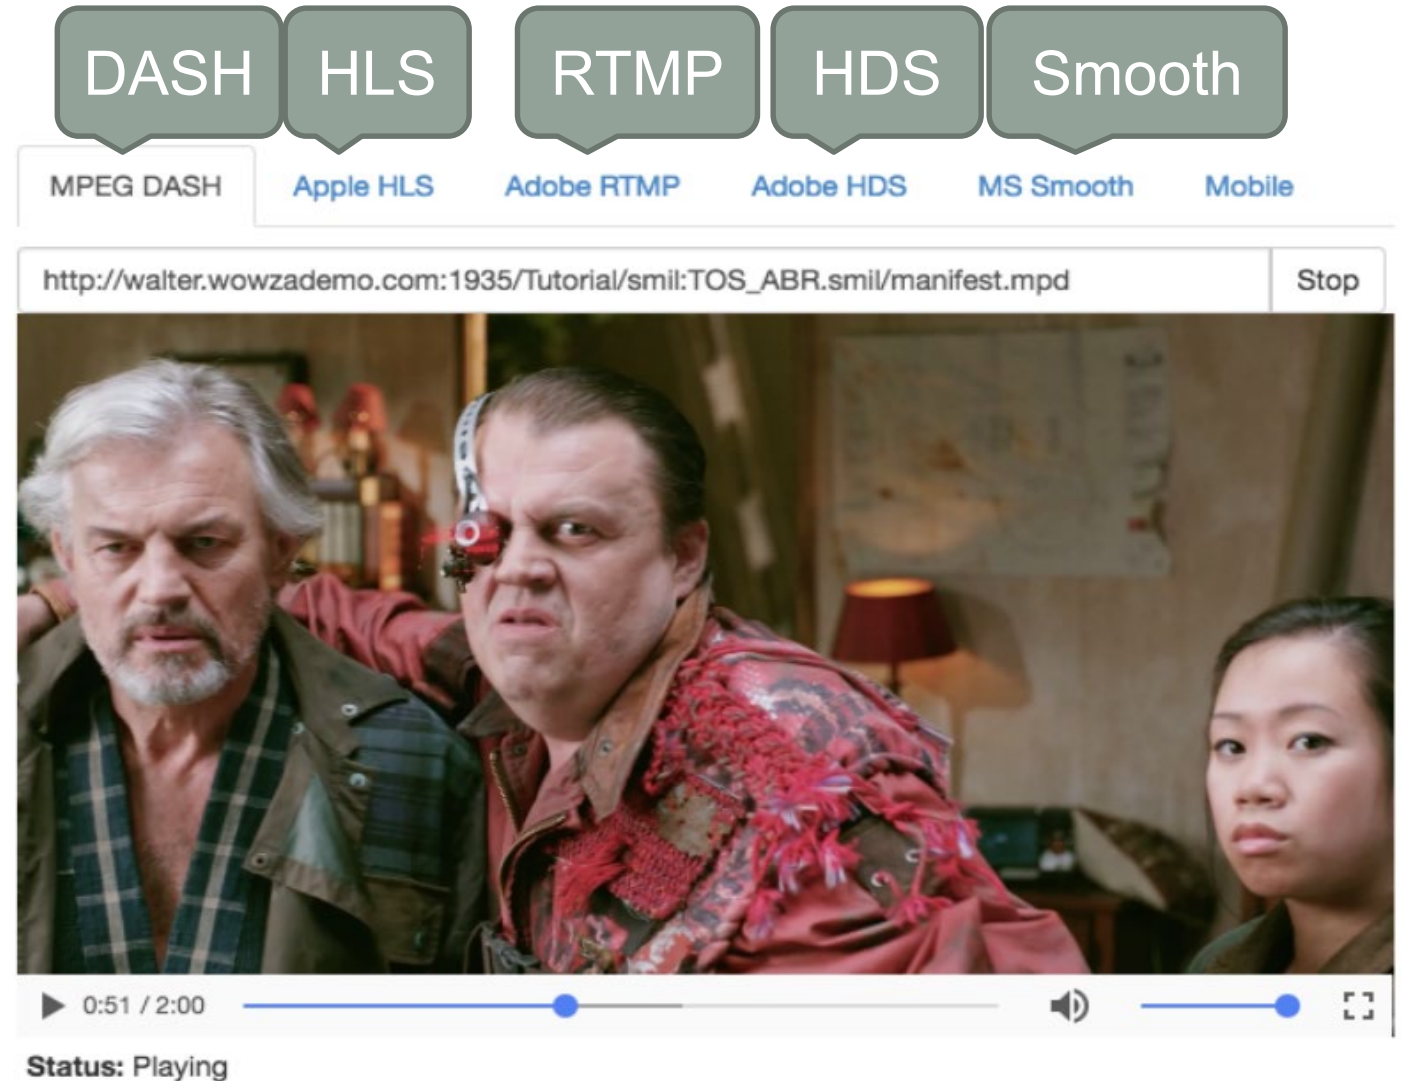 DASH HLS RTMP HDS Smooth
MPEG DASH Apple HLS Adobe RTMP Adobe HDS MS Smooth Mobile
http://walter.wowzademo.com:1935/Tutorial/smil:TOS_ABR.smil/manifest.mpd Stop
0:51 / 2:00
Status: Playing